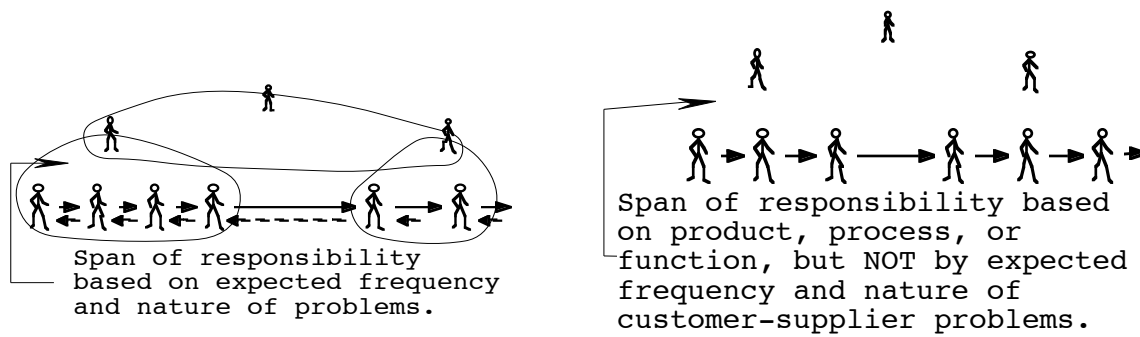 Span of responsibility
based on expected frequency
and nature of problems.
Span of responsibility based
on product, process, or
function, but NOT by expected
frequency and nature of
customer-supplier problems.